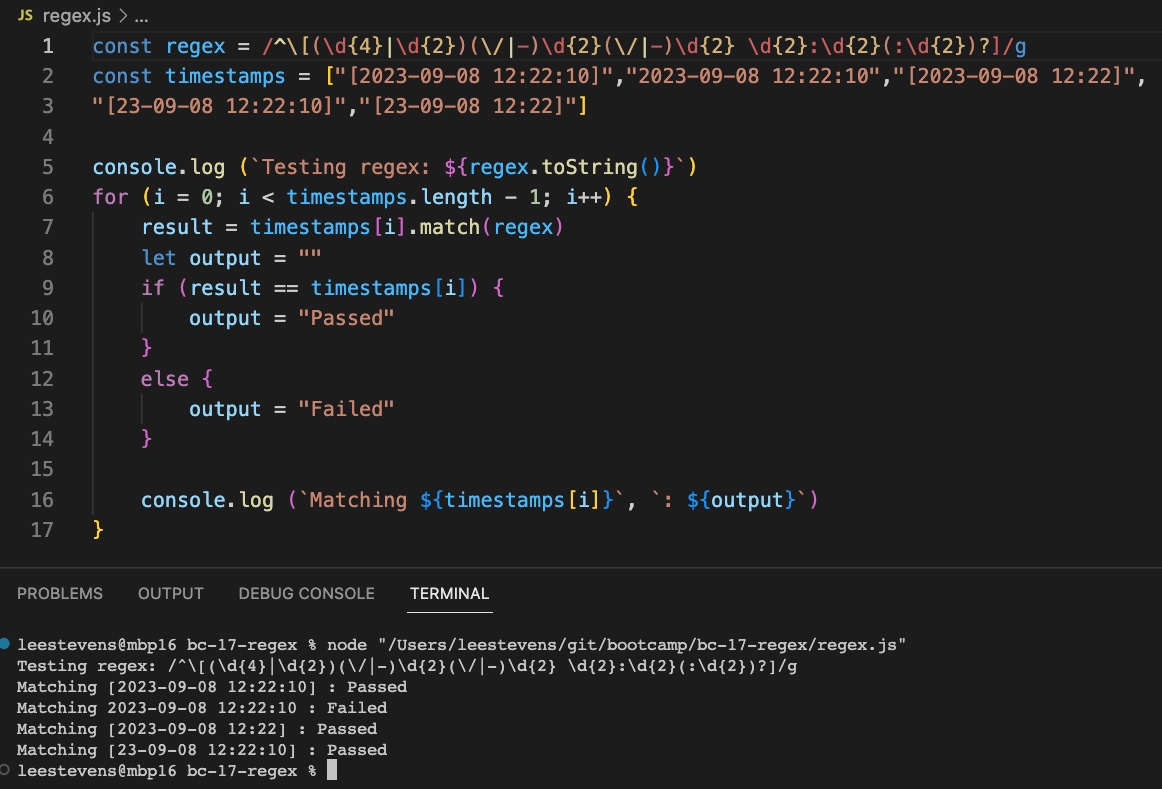 JS regex.js > ...
1 const regex = /^\[(\d{4}|\d{2})(\/|-)\d{2}(\/|-)\d{2} \d{2}:\d{2}(:\d{2})?]/g
2 const timestamps = ["[2023-09-08 12:22:10]","2023-09-08 12:22:10","[2023-09-08 12:22]",
3 "[23-09-08 12:22:10]","[23-09-08 12:22]"]
4
5 console.log (`Testing regex: ${regex.toString()}`)
6 for (i = 0; i < timestamps.length - 1; i++) {
7     result = timestamps[i].match(regex)
8     let output = ""
9     if (result == timestamps[i]) {
10         output = "Passed"
11     }
12     else {
13         output = "Failed"
14     }
15
16     console.log (`Matching ${timestamps[i]}`, `: ${output}`)
17 }
PROBLEMS OUTPUT DEBUG CONSOLE TERMINAL
leestevens@mbp16 bc-17-regex % node "/Users/leestevens/git/bootcamp/bc-17-regex/regex.js"
Testing regex: /^\[(\d{4}|\d{2})(\/|-)\d{2}(\/|-)\d{2} \d{2}:\d{2}(:\d{2})?]/g
Matching [2023-09-08 12:22:10] : Passed
Matching 2023-09-08 12:22:10 : Failed
Matching [2023-09-08 12:22] : Passed
Matching [23-09-08 12:22:10] : Passed
leestevens@mbp16 bc-17-regex %